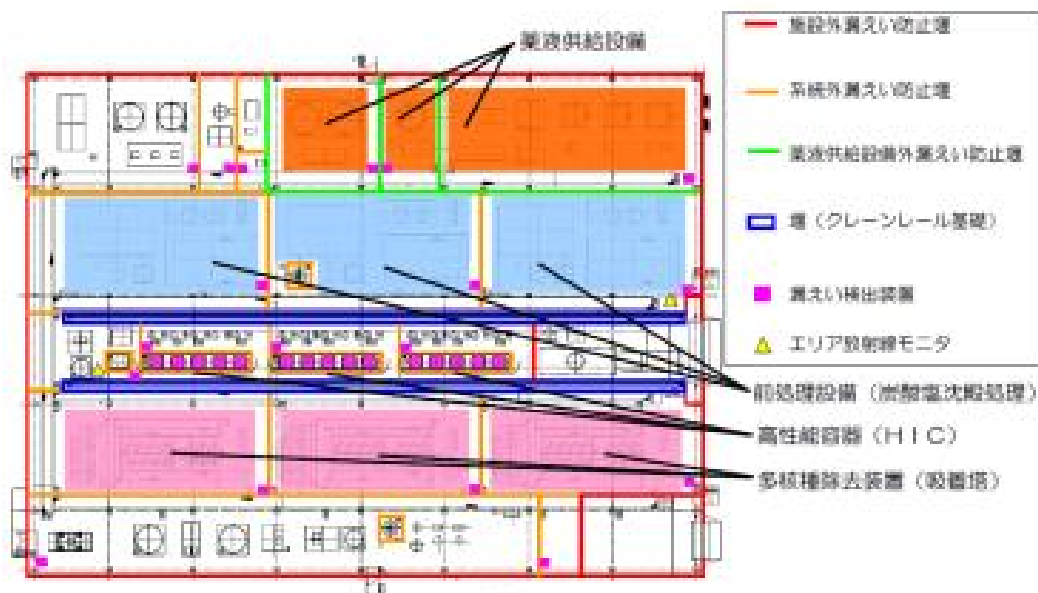 薬液供給設備
施設外漏えい防止堰
系統外漏えい防止堰
薬液供給設備外漏えい防止堰
堰（クレーンレール基礎）
漏えい検出装置
エリア放射線モニタ
前処理設備（炭酸塩沈殿処理）
高性能容器（ＨＩＣ）
多核種除去装置（吸着塔）